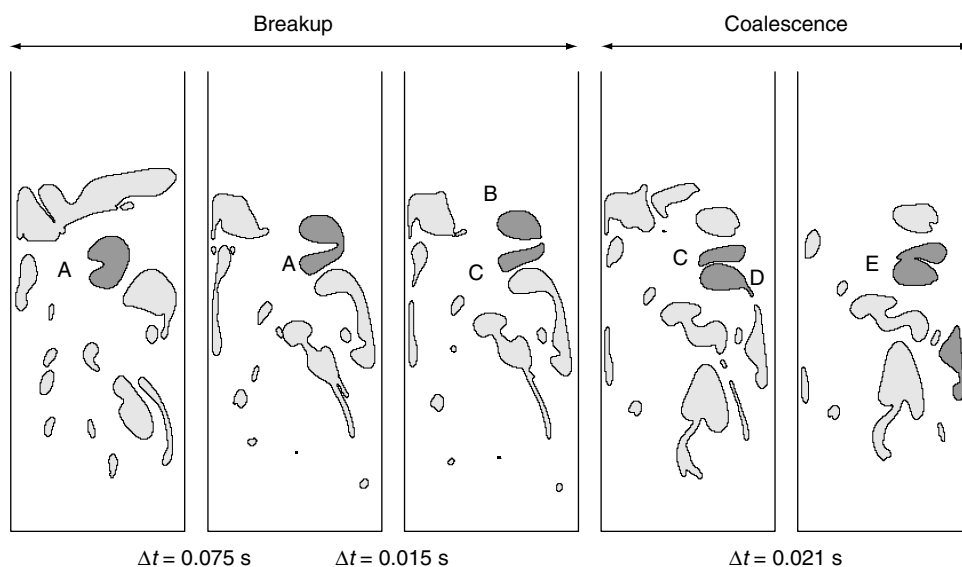 Breakup
Coalescence
A
A
B
C
C
D
E
Δt = 0.075 s
Δt = 0.015 s
Δt = 0.021 s